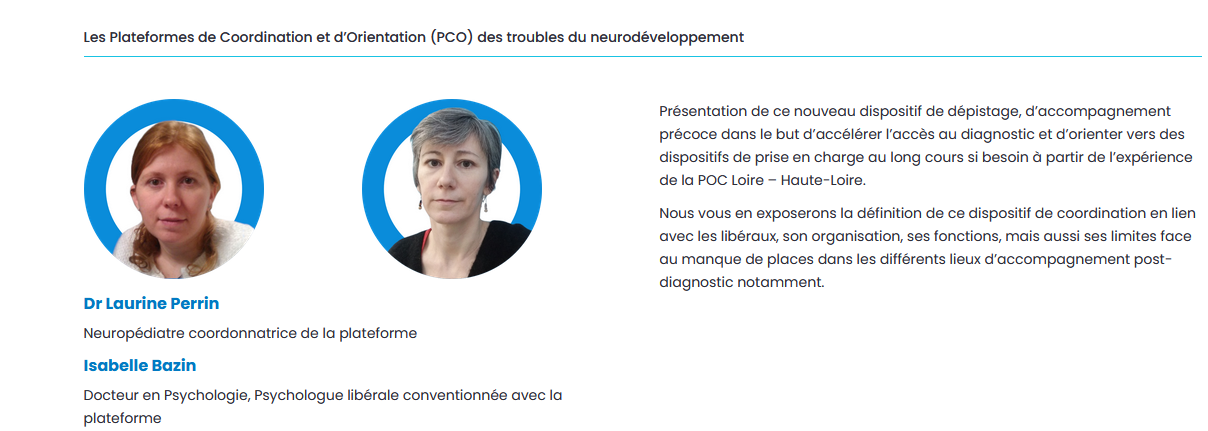 Les Plateformes de Coordination et d’Orientation (PCO) des troubles du neurodéveloppement
Dr Laurine Perrin
Neuropédiatre coordonnatrice de la plateforme
Isabelle Bazin
Docteur en Psychologie, Psychologue libérale conventionnée avec la
plateforme
Présentation de ce nouveau dispositif de dépistage, d’accompagnement
précoce dans le but d’accélérer l’accès au diagnostic et d’orienter vers des
dispositifs de prise en charge au long cours si besoin à partir de l’expérience
de la POC Loire – Haute-Loire.
Nous vous en exposerons la définition de ce dispositif de coordination en lien
avec les libéraux, son organisation, ses fonctions, mais aussi ses limites face
au manque de places dans les différents lieux d’accompagnement post-
diagnostic notamment.